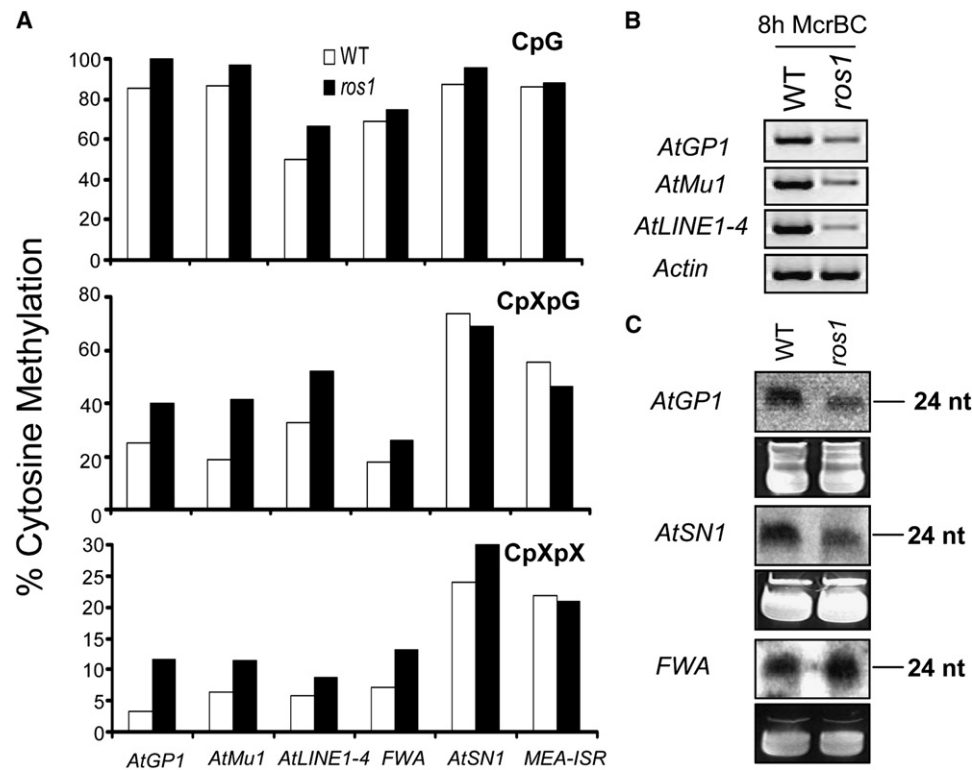 A
% Cytosine Methylation
CpG
WT
ros1
100
80
60
40
20
0
CpXpG
80
60
40
20
0
CpXpX
30
25
20
15
10
5
0
AtGP1 AtMu1 AtLINE1-4 FWA AtSN1 MEA-ISR
B
8h McrBC
WT ros1
AtGP1
AtMu1
AtLINE1-4
Actin
C
WT ros1
AtGP1 24 nt
AtSN1 24 nt
FWA 24 nt